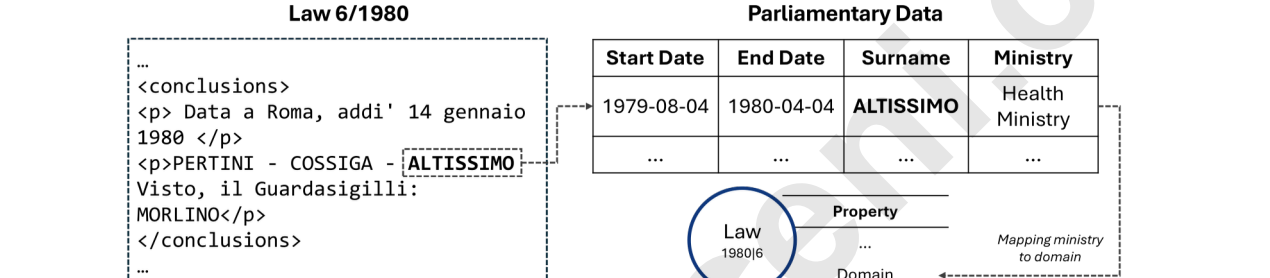 Law 6/1980
…
<conclusions>
<p> Data a Roma, addi' 14 gennaio
1980 </p>
<p>PERTINI - COSSIGA - ALTISSIMO
Visto, il Guardasigilli:
MORLINO</p>
</conclusions>
…
Parliamentary Data
Start Date End Date Surname Ministry
1979-08-04 1980-04-04 ALTISSIMO Health
Ministry
… … … …
Law
1980|6
Property
…
Domain
Mapping ministry
to domain